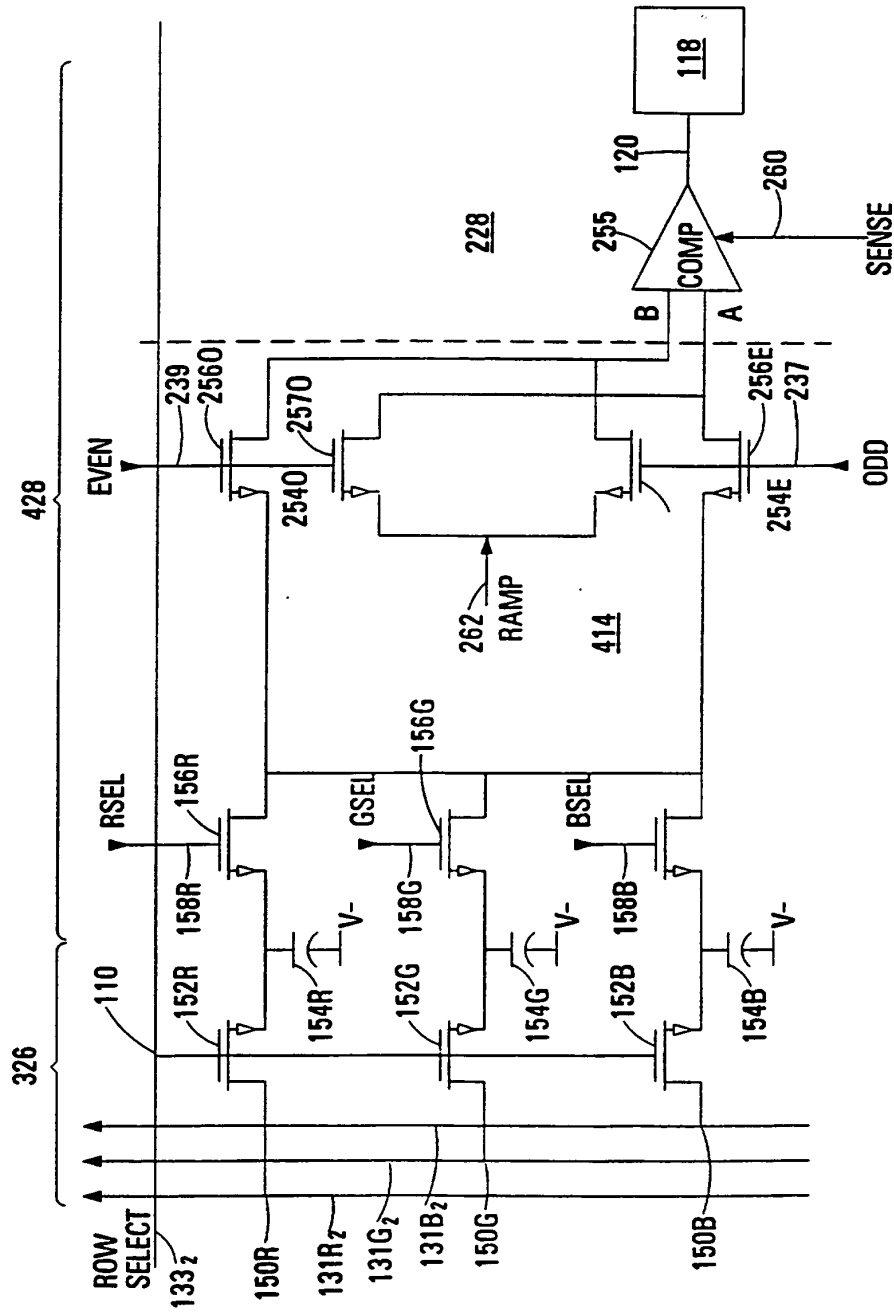 326
428
110
ROW
SELECT
133₂
RSEL
EVEN
239
256O
152R
156R
158R
257O
254O
118
120
255
COMP
B
A
260
SENSE
228
150R
131R₂
131G₂
131B₂
150G
150B
154R
V-
GSEL
156G
158G
152G
154G
V-
262
RAMP
414
BSEL
158B
152B
154B
V-
254E
256E
237
ODD